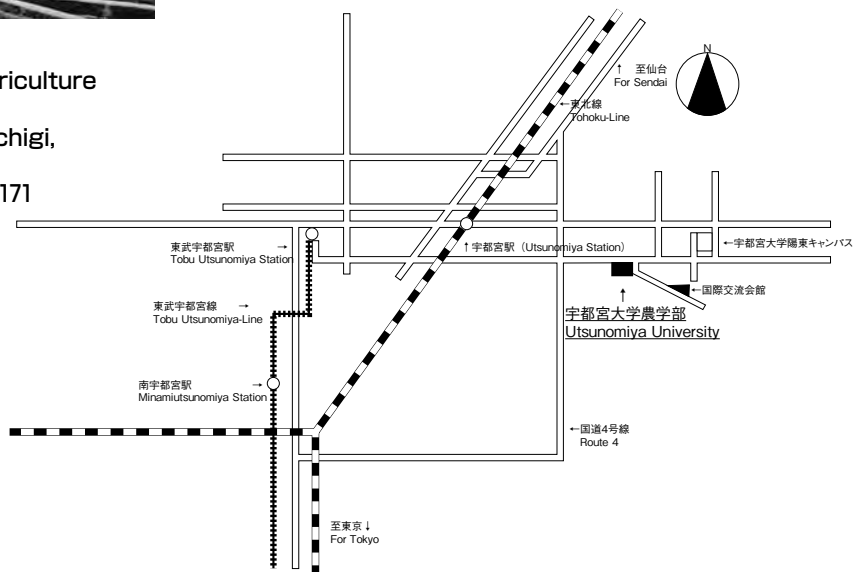 riculture
chigi,
171
N
↑ 至仙台
For Sendai
←東北線
Tohoku-Line
東武宇都宮駅 →
Tobu Utsunomiya Station
↑宇都宮駅（Utsunomiya Station）
←宇都宮大学陽東キャンパス
←国際交流会館
↑
宇都宮大学農学部
Utsunomiya University
東武宇都宮線 →
Tobu Utsunomiya-Line
南宇都宮駅 →
Minamiutsunomiya Station
←国道4号線
Route 4
至東京↓
For Tokyo